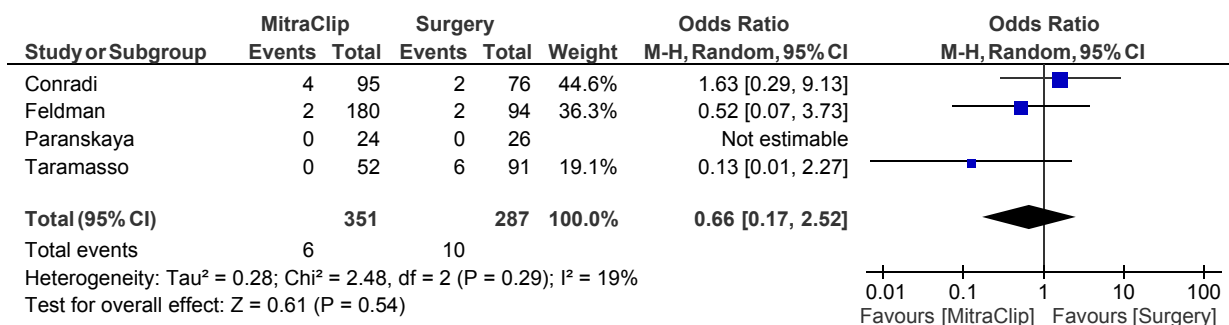 MitraClip Surgery Odds Ratio Odds Ratio
Study or Subgroup Events Total Events Total Weight M-H, Random, 95% CI M-H, Random, 95% CI
Conradi 4 95 2 76 44.6% 1.63 [0.29, 9.13]
Feldman 2 180 2 94 36.3% 0.52 [0.07, 3.73]
Paranskaya 0 24 0 26 Not estimable
Taramasso 0 52 6 91 19.1% 0.13 [0.01, 2.27]
Total (95% CI) 351 287 100.0% 0.66 [0.17, 2.52]
Total events 6 10
Heterogeneity: Tau² = 0.28; Chi² = 2.48, df = 2 (P = 0.29); I² = 19%
Test for overall effect: Z = 0.61 (P = 0.54)
0.01 0.1 1 10 100
Favours [MitraClip] Favours [Surgery]